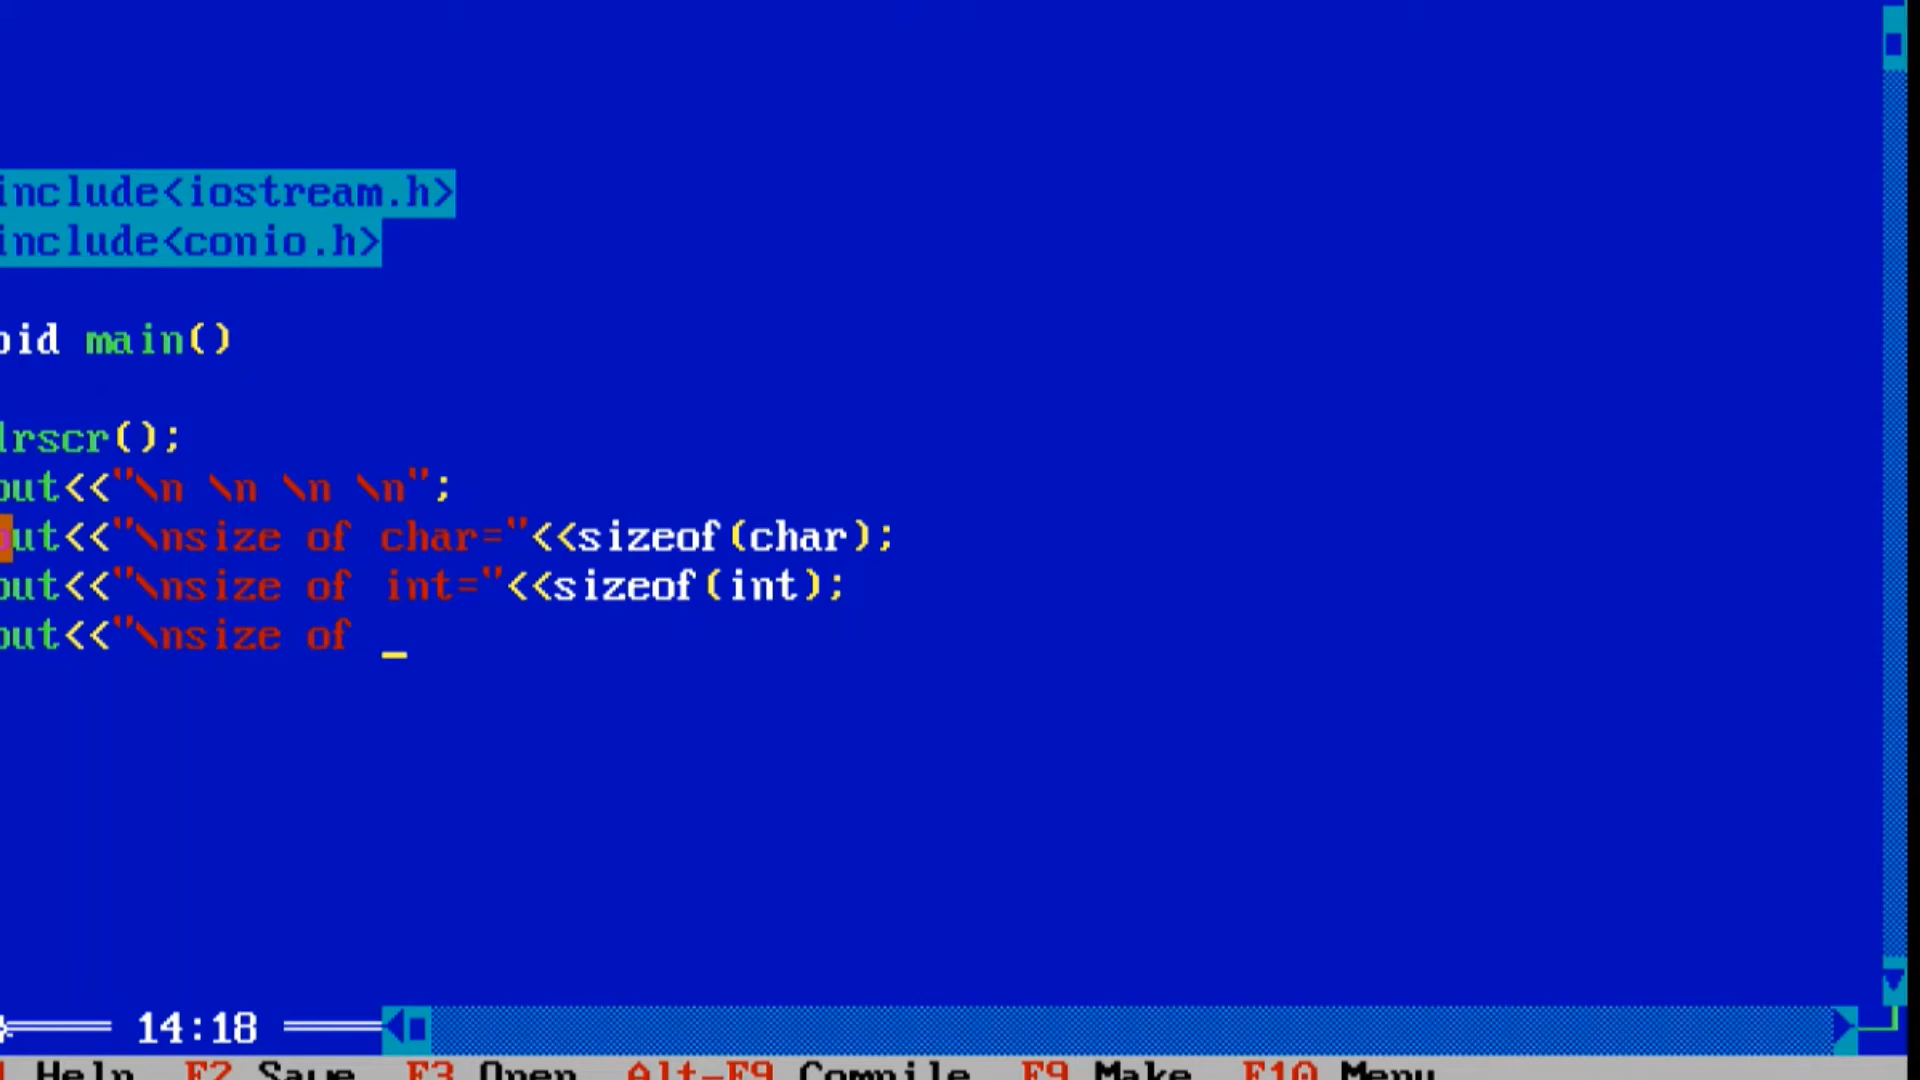 include<iostream.h>
include<conio.h>
oid main()
lrscr();
out<<"\n \n \n \n";
out<<"\nsize of char="<<sizeof(char);
out<<"\nsize of int="<<sizeof(int);
out<<"\nsize of _
14:18
Help F2 Save F3 Open Alt-F9 Compile F9 Make F10 Menu